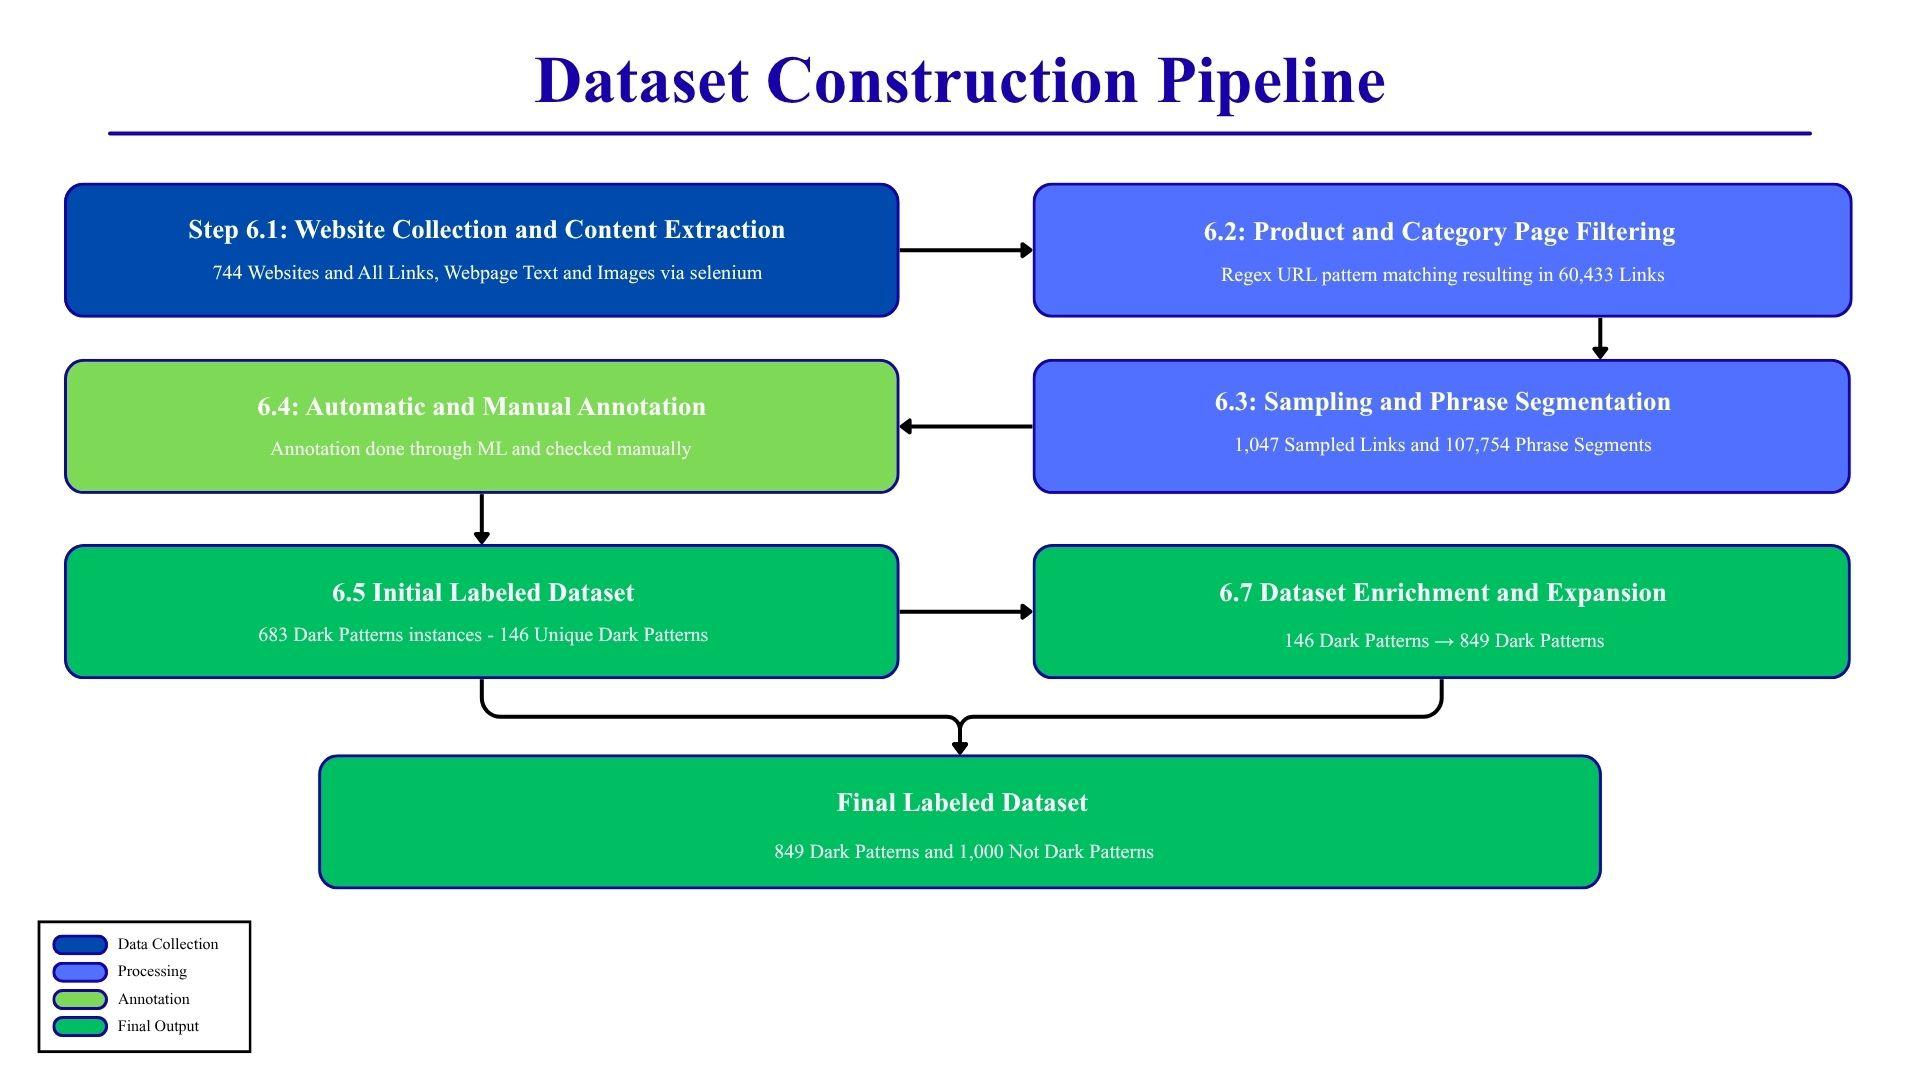 Dataset Construction Pipeline
Step 6.1: Website Collection and Content Extraction
744 Websites and All Links, Webpage Text and Images via selenium
6.2: Product and Category Page Filtering
Regex URL pattern matching resulting in 60,433 Links
6.3: Sampling and Phrase Segmentation
1,047 Sampled Links and 107,754 Phrase Segments
6.4: Automatic and Manual Annotation
Annotation done through ML and checked manually
6.5 Initial Labeled Dataset
683 Dark Patterns instances - 146 Unique Dark Patterns
6.7 Dataset Enrichment and Expansion
146 Dark Patterns → 849 Dark Patterns
Final Labeled Dataset
849 Dark Patterns and 1,000 Not Dark Patterns
Data Collection
Processing
Annotation
Final Output